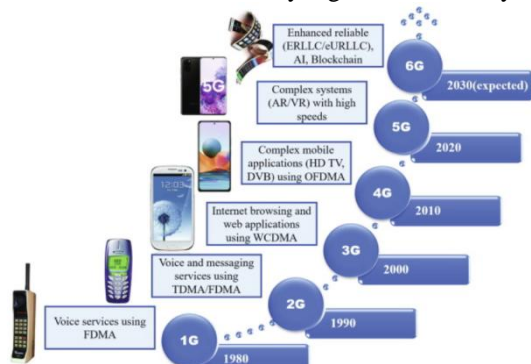 Enhanced reliable
(ERLLC/eURLLC),
AI, Blockchain
6G
2030(expected)
5G
Complex systems
(AR/VR) with high
speeds
5G
2020
Complex mobile
applications (HD TV,
DVB) using OFDMA
4G
2010
12:03
Internet browsing and
web applications
using WCDMA
3G
2000
Voice and messaging
services using
TDMA/FDMA
2G
1990
Voice services using
FDMA
1G
1980